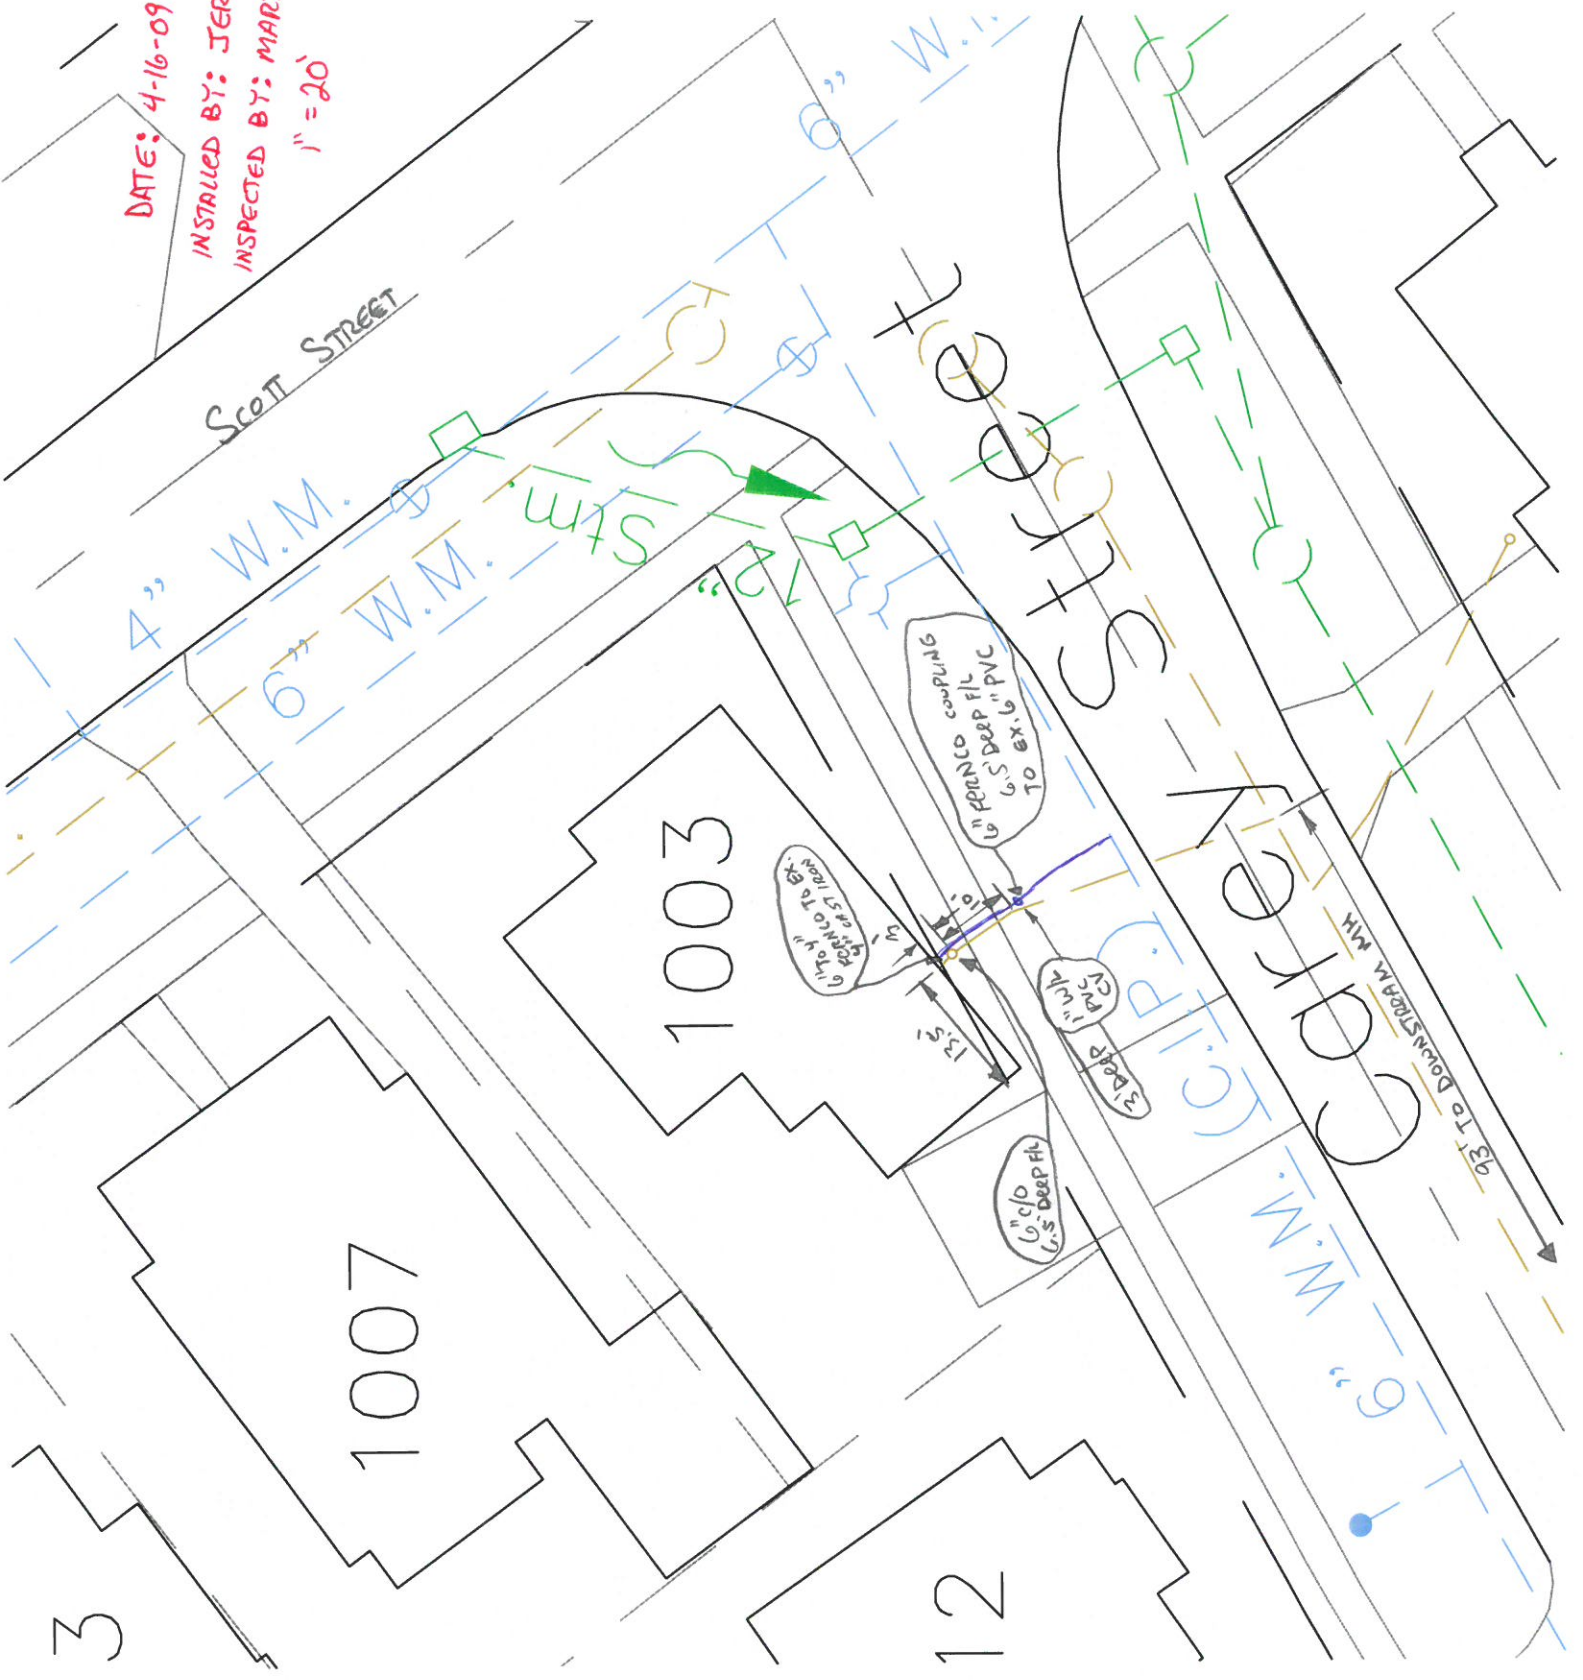 DATE: 4-16-09
INSTALLED BY: JER
INSPECTED BY: MAR
1" = 20'
SCOTT STREET
4" W.M.
6" W.M.
6" W.
12" Stm.
Carey Street
1003
1007
3
12
6" FERNCO COUPLING
6.5' DEEP F/L
TO EX. 6" PVC
6" TO 4"
FERNCO TO EX.
4" CAST IRON
3'
10'
13.5'
1" W/L
PVC
CV
3' DEEP
6" C/O
6.5' DEEP F/L
6" W.M. (C.I.P.)
93' TO DOWNSTREAM MH